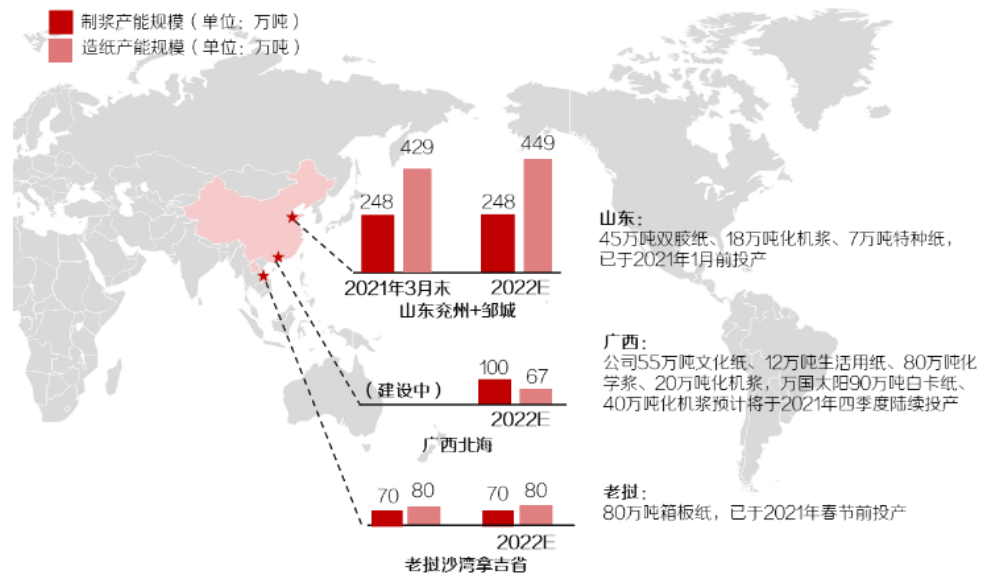 制浆产能规模（单位：万吨）
造纸产能规模（单位：万吨）
429
449
248
248
2021年3月末
2022E
山东兖州+邹城
山东：
45万吨双胶纸、18万吨化机浆、7万吨特种纸，
已于2021年1月前投产
（建设中）
100
67
2022E
广西北海
广西：
公司55万吨文化纸、12万吨生活用纸、80万吨化
学浆、20万吨化机浆，万国太阳90万吨白卡纸、
40万吨化机浆预计将于2021年四季度陆续投产
70
80
70
80
2022E
老挝沙湾拿吉省
老挝：
80万吨箱板纸，已于2021年春节前投产